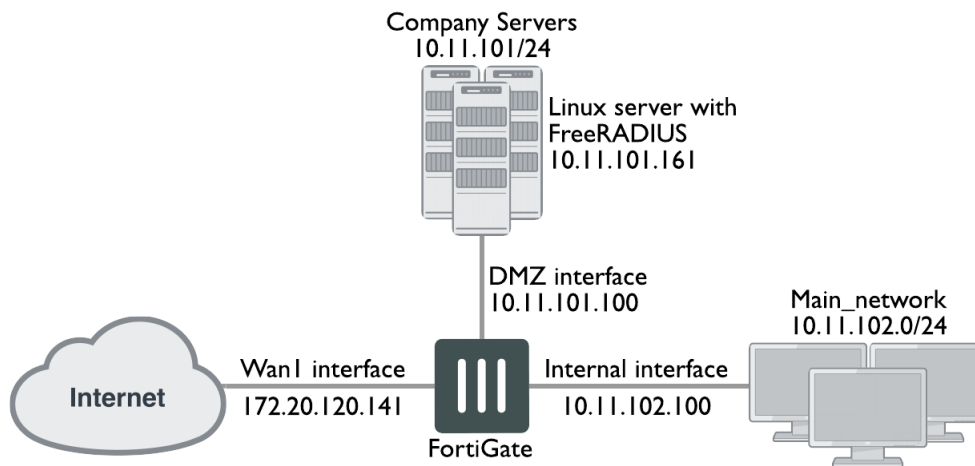 Company Servers
10.11.101/24
Linux server with
FreeRADIUS
10.11.101.161
DMZ interface
10.11.101.100
Main_network
10.11.102.0/24
Internet
Wan1 interface
172.20.120.141
Internal interface
10.11.102.100
FortiGate